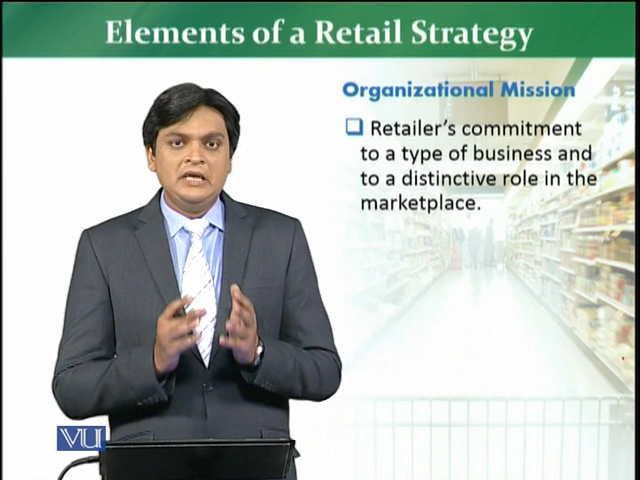 Elements of a Retail Strategy
Organizational Mission
Retailer's commitment
to a type of business and
to a distinctive role in the
marketplace.
VU